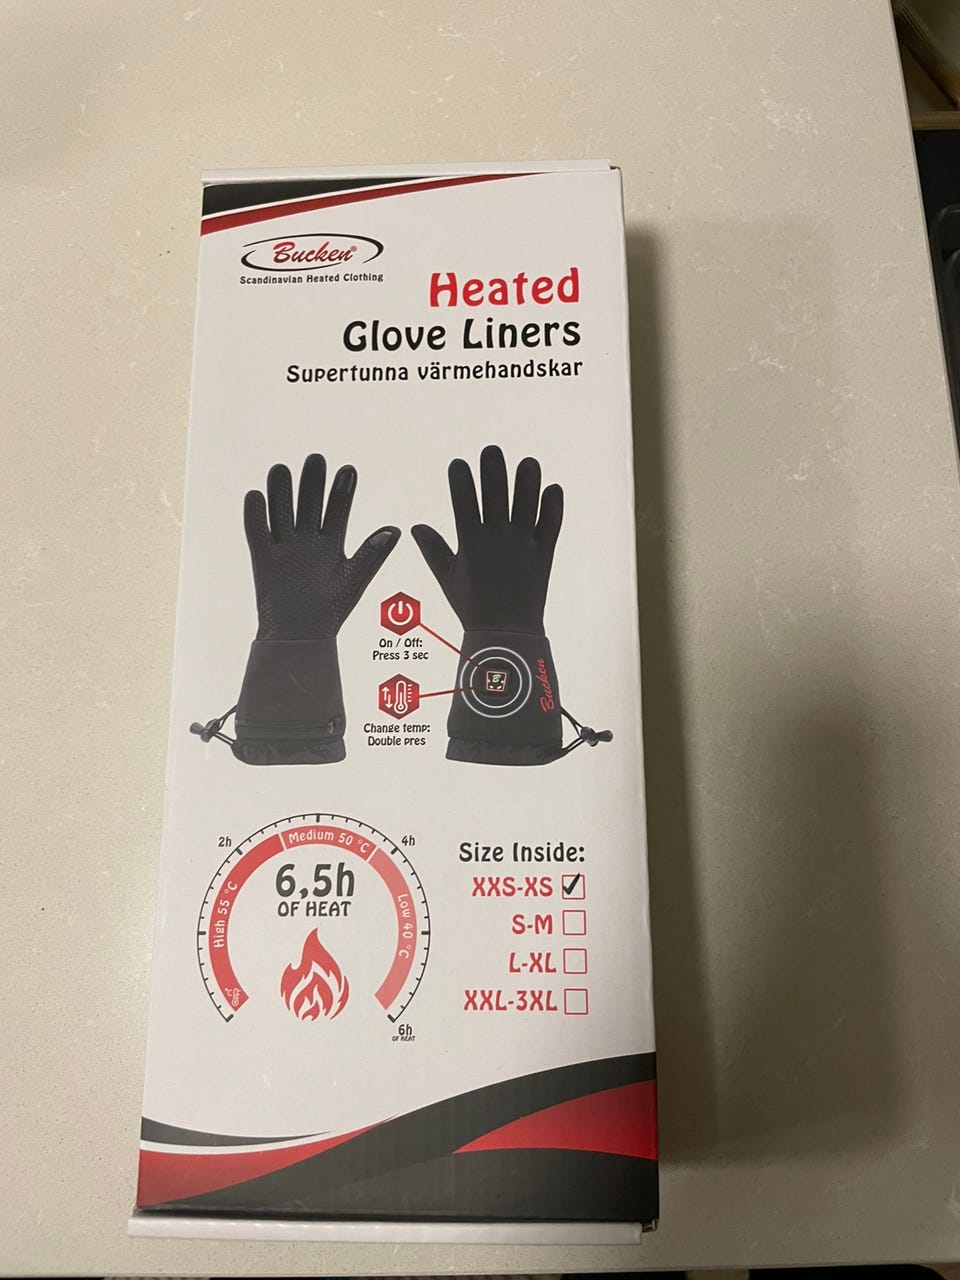 Bucken®
Scandinavian Heated Clothing
Heated
Glove Liners
Supertunna värmehandskar
On / Off:
Press 3 sec
Change temp:
Double pres
Bucken
2h
4h
High 55 °C
Medium 50 °C
Low 40 °C
6,5h
OF HEAT
6h
OF HEAT
Size Inside:
XXS-XS
S-M
L-XL
XXL-3XL